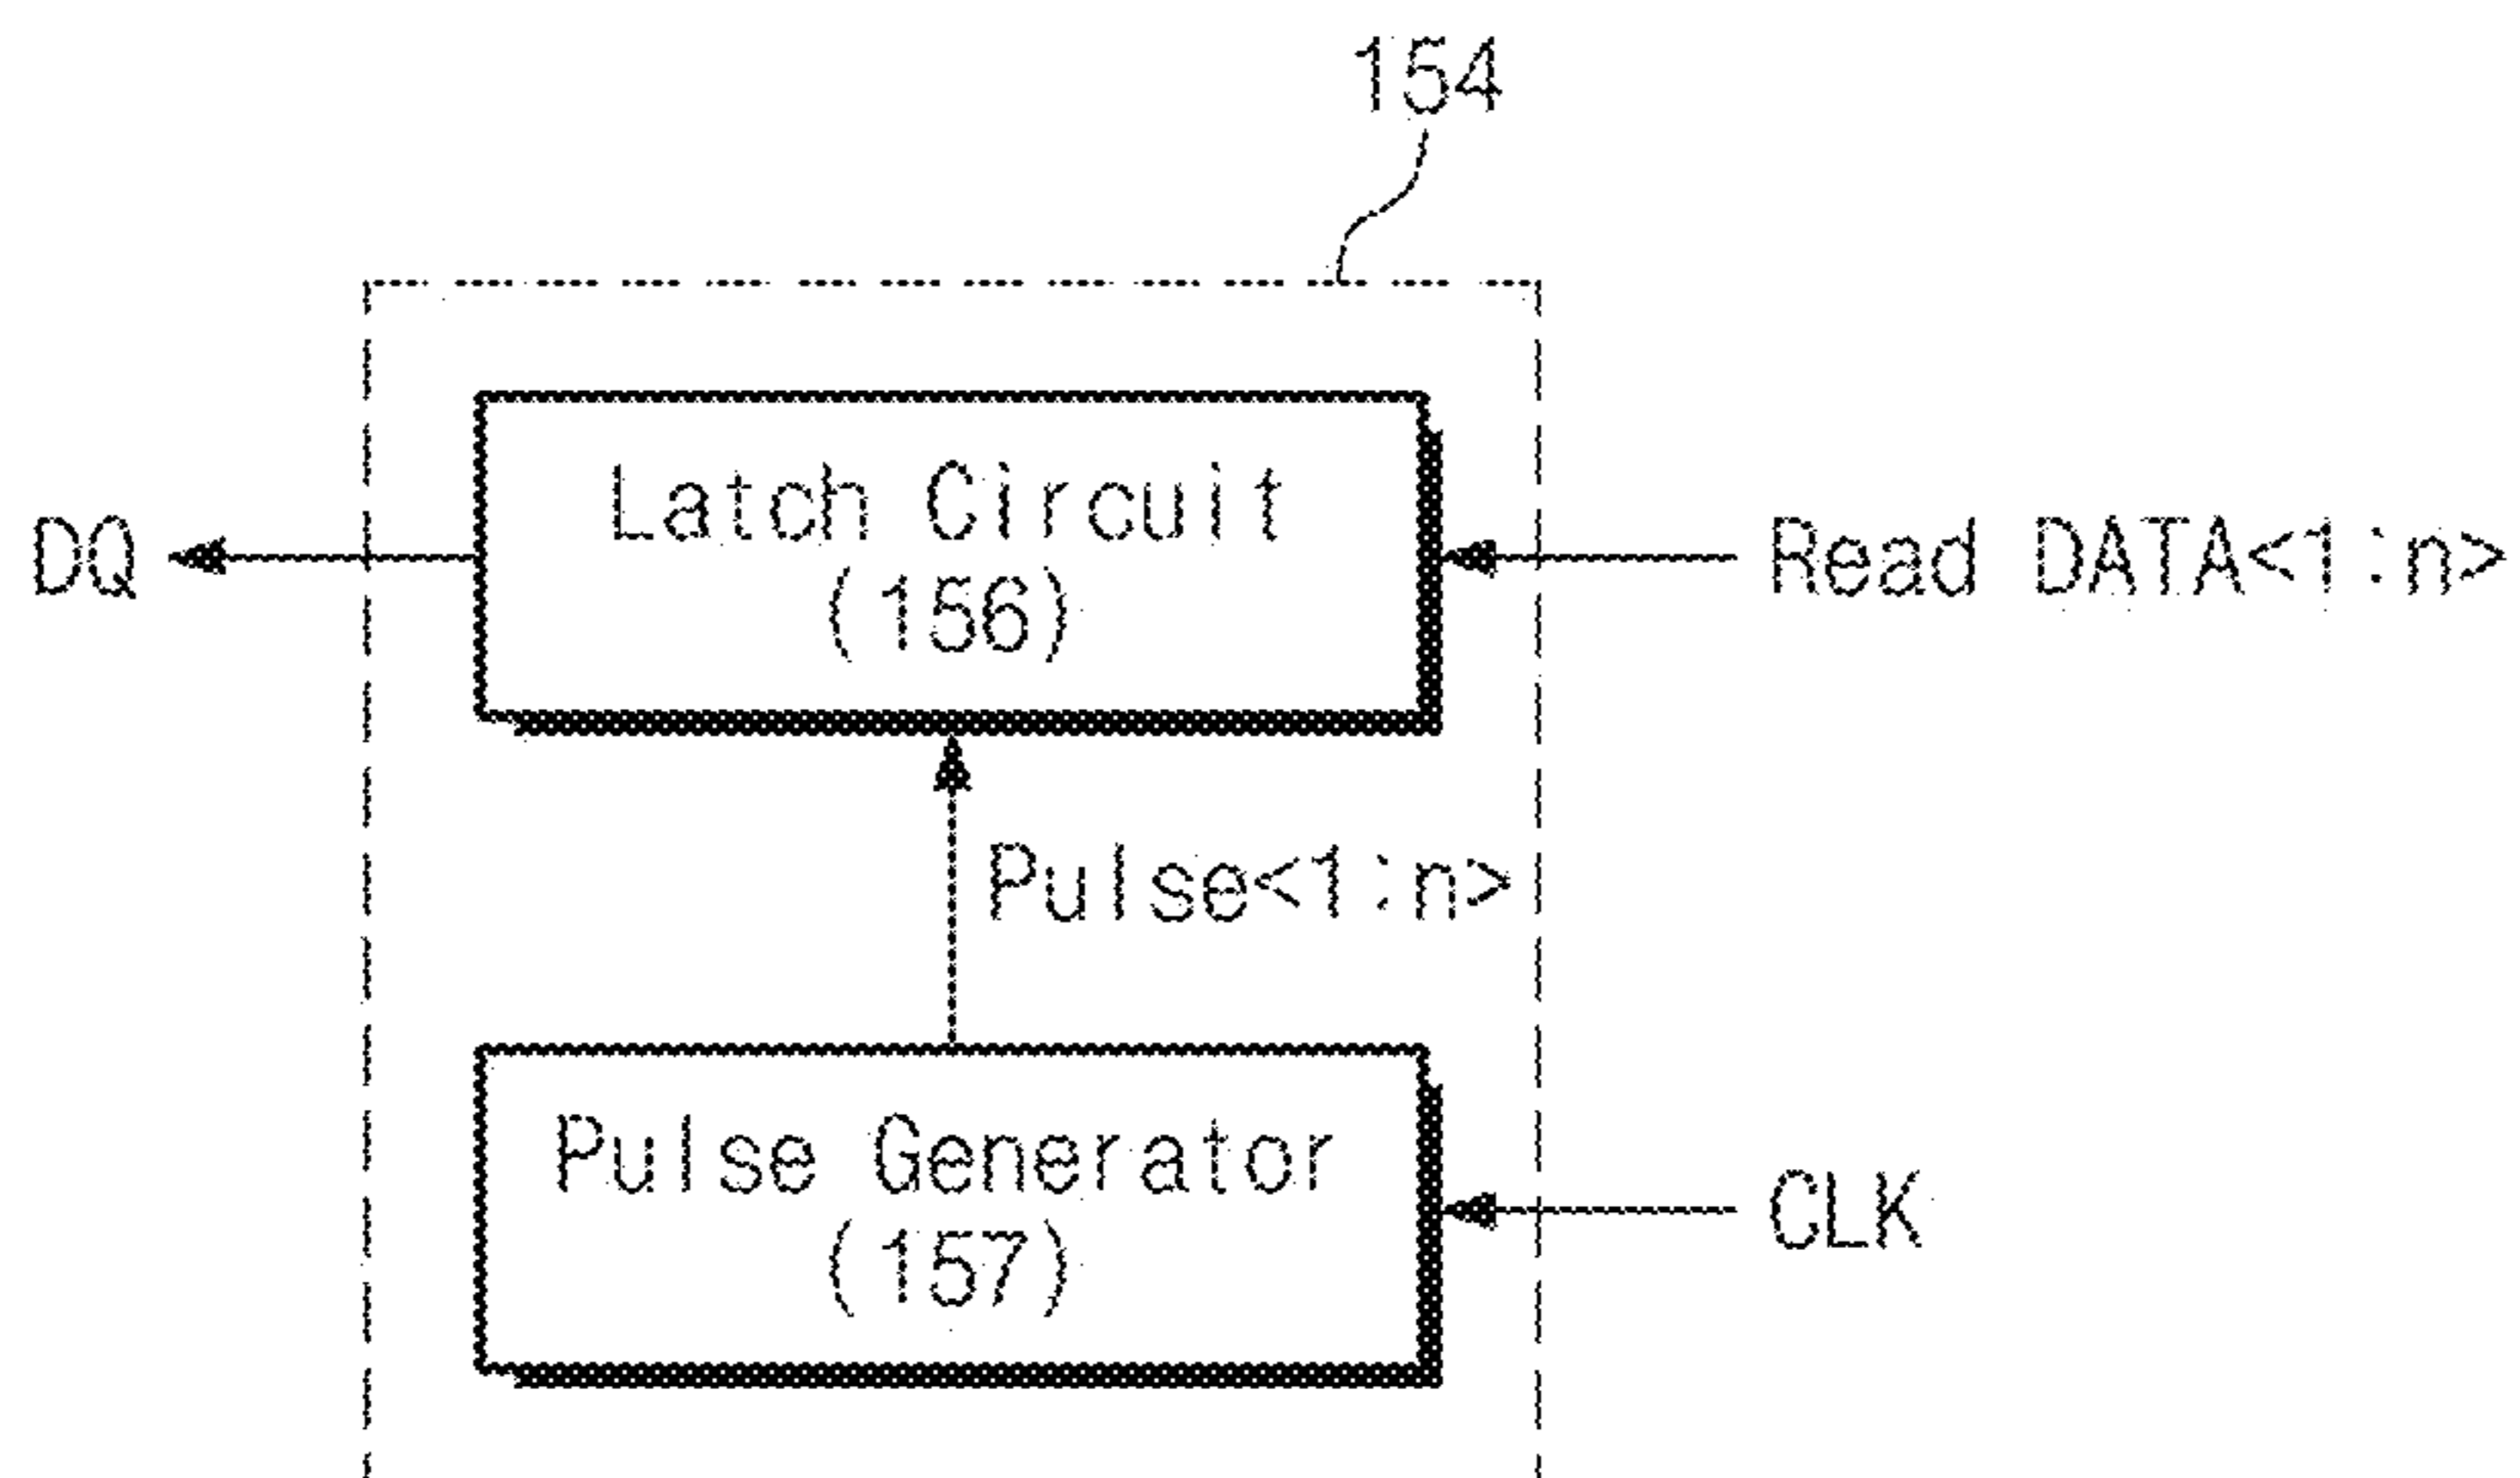 154
Latch Circuit
(156)
DQ
Read DATA<1:n>
Pulse<1:n>
Pulse Generator
(157)
CLK